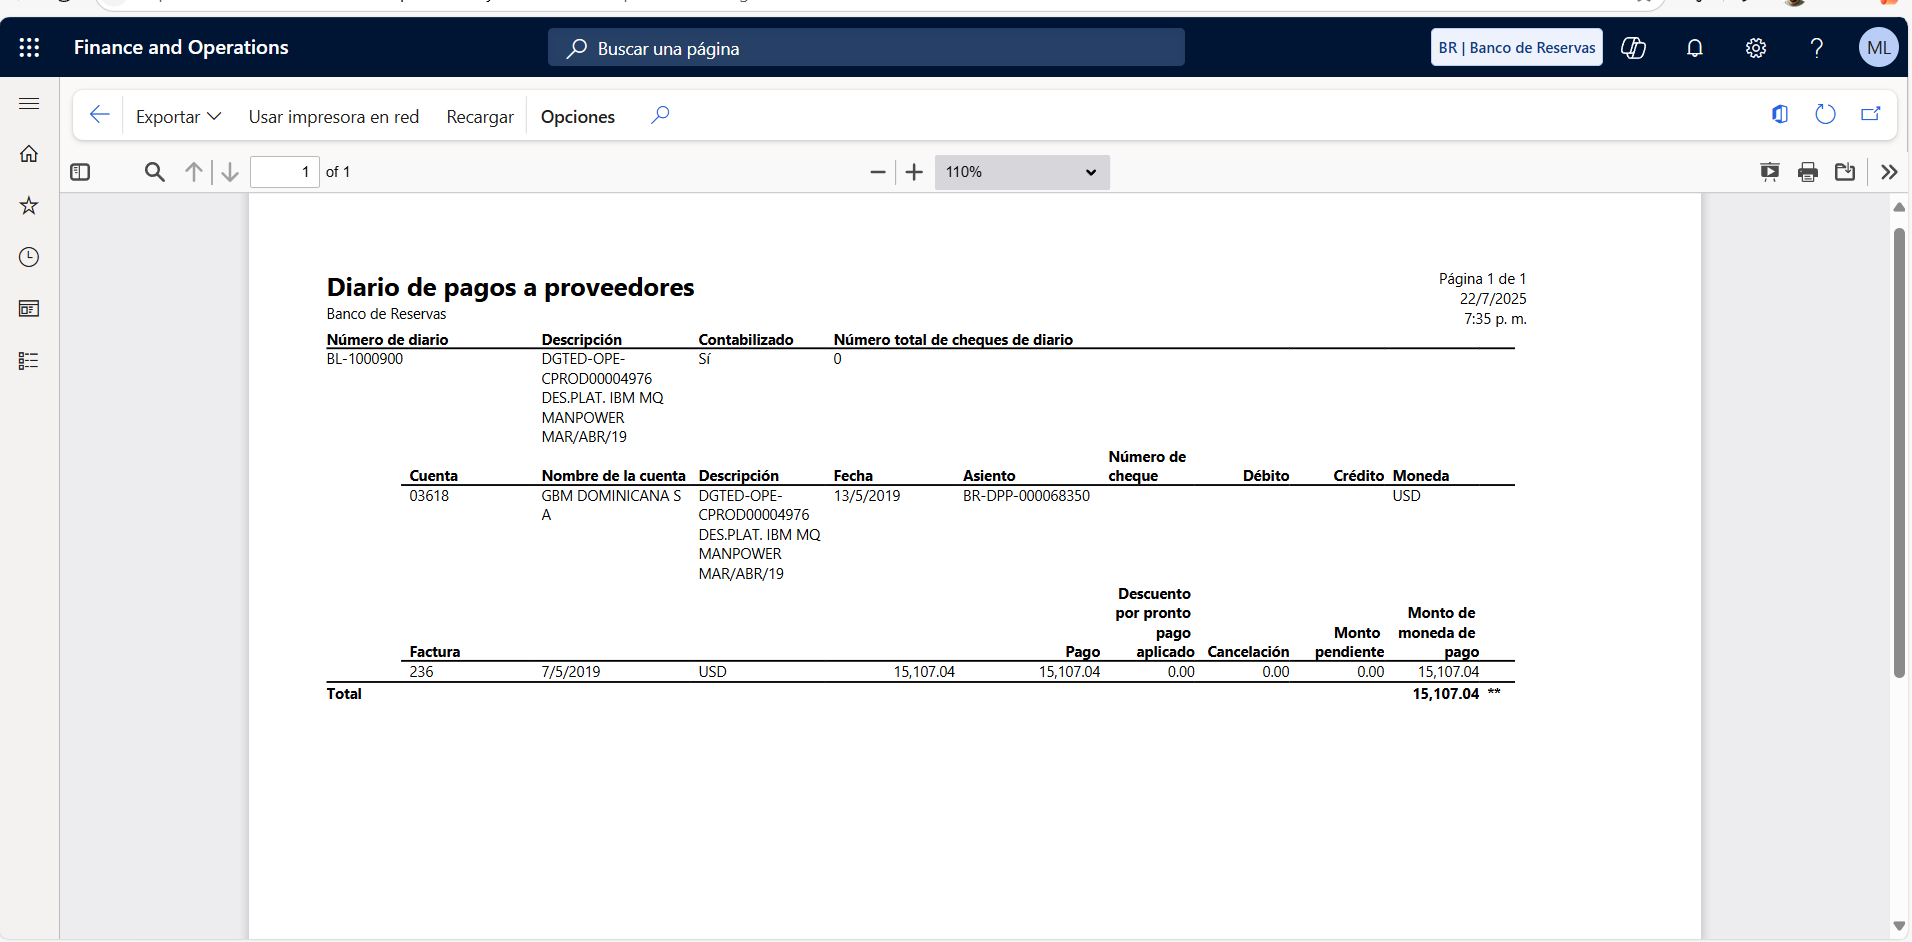 Finance and Operations
Buscar una página
BR | Banco de Reservas
ML
Exportar
Usar impresora en red
Recargar
Opciones
1 of 1
110%
Diario de pagos a proveedores
Página 1 de 1
22/7/2025
7:35 p. m.
Banco de Reservas
Número de diario Descripción Contabilizado Número total de cheques de diario
BL-1000900 DGTED-OPE- Sí 0
CPROD00004976
DES.PLAT. IBM MQ
MANPOWER
MAR/ABR/19
Cuenta Nombre de la cuenta Descripción Fecha Asiento Número de cheque Débito Crédito Moneda
03618 GBM DOMINICANA S DGTED-OPE- 13/5/2019 BR-DPP-000068350 USD
A CPROD00004976
DES.PLAT. IBM MQ
MANPOWER
MAR/ABR/19
Factura Pago Descuento por pronto pago aplicado Cancelación Monto pendiente Monto de moneda de pago
236 7/5/2019 USD 15,107.04 15,107.04 0.00 0.00 0.00 15,107.04
Total 15,107.04 **